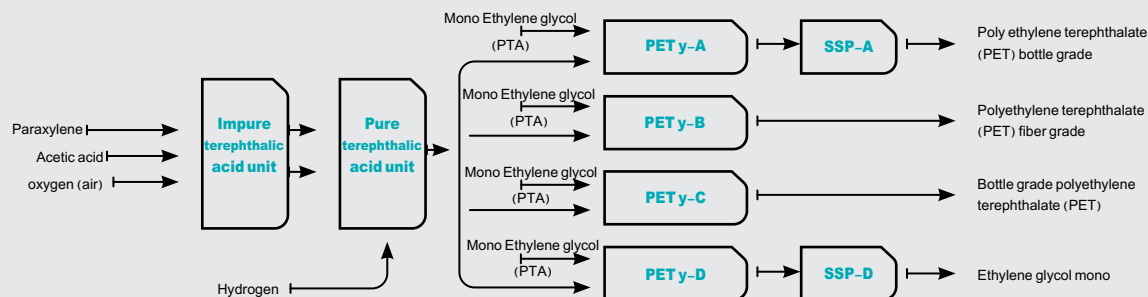 Mono Ethylene glycol
(PTA)
PET y-A
SSP-A
Poly ethylene terephthalate
(PET) bottle grade
Mono Ethylene glycol
(PTA)
PET y-B
Polyethylene terephthalate
(PET) fiber grade
Paraxylene
Acetic acid
oxygen (air)
Impure
terephthalic
acid unit
Pure
terephthalic
acid unit
Mono Ethylene glycol
(PTA)
PET y-C
Bottle grade polyethylene
terephthalate (PET)
Mono Ethylene glycol
(PTA)
PET y-D
SSP-D
Ethylene glycol mono
Hydrogen